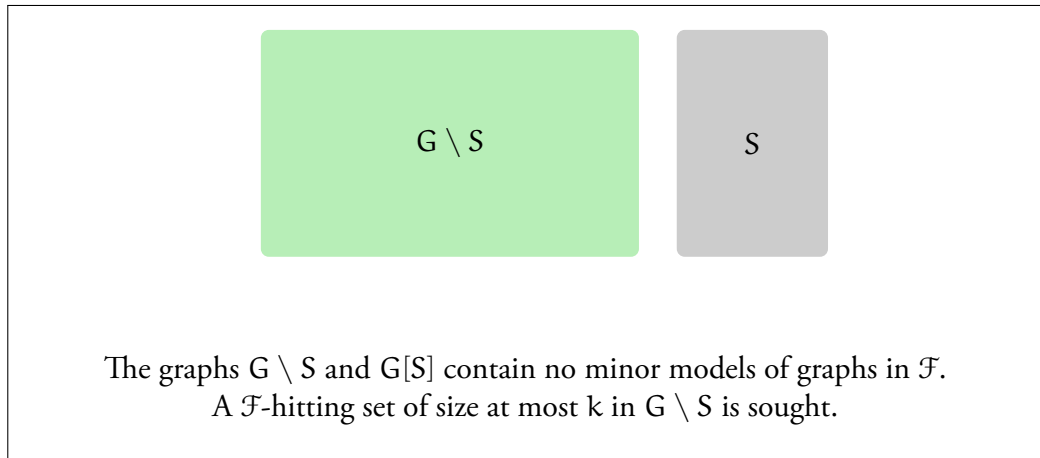 G \ S
S
The graphs G \ S and G[S] contain no minor models of graphs in ℱ.
A ℱ-hitting set of size at most k in G \ S is sought.